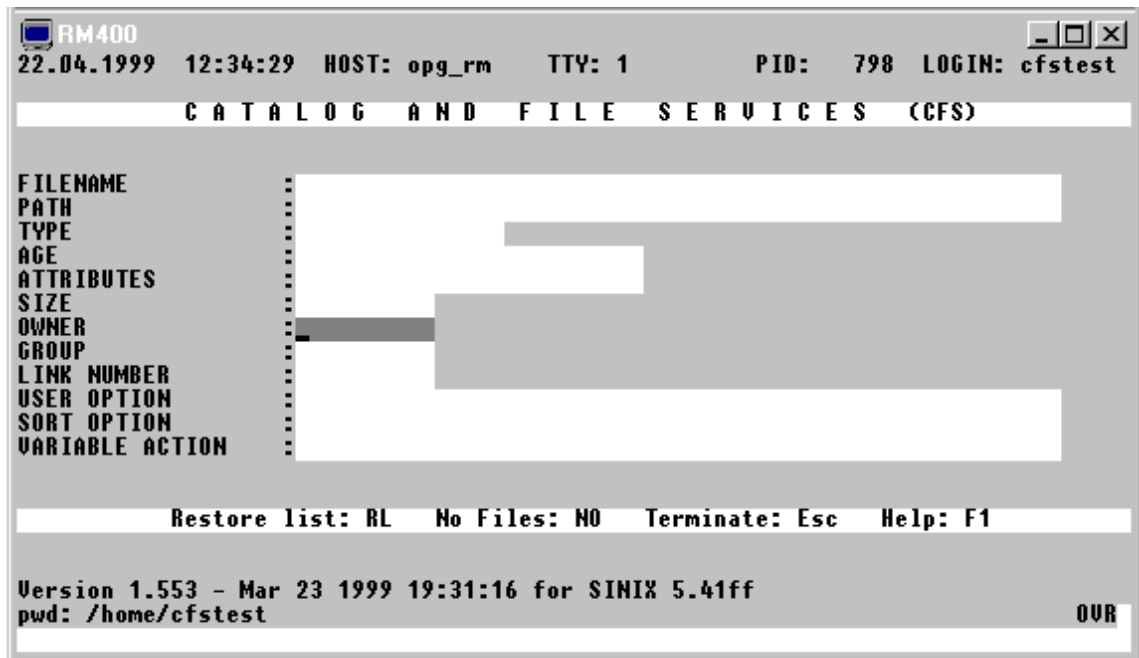 RM400
22.04.1999 12:34:29 HOST: opg_rm TTY: 1 PID: 798 LOGIN: cfstest
C A T A L O G A N D F I L E S E R V I C E S (CFS)
FILENAME :
PATH :
TYPE :
AGE :
ATTRIBUTES :
SIZE :
OWNER :
GROUP :
LINK NUMBER :
USER OPTION :
SORT OPTION :
VARIABLE ACTION :
Restore list: RL No Files: NO Terminate: Esc Help: F1
Version 1.553 - Mar 23 1999 19:31:16 for SINIX 5.41ff
pwd: /home/cfstest OVR